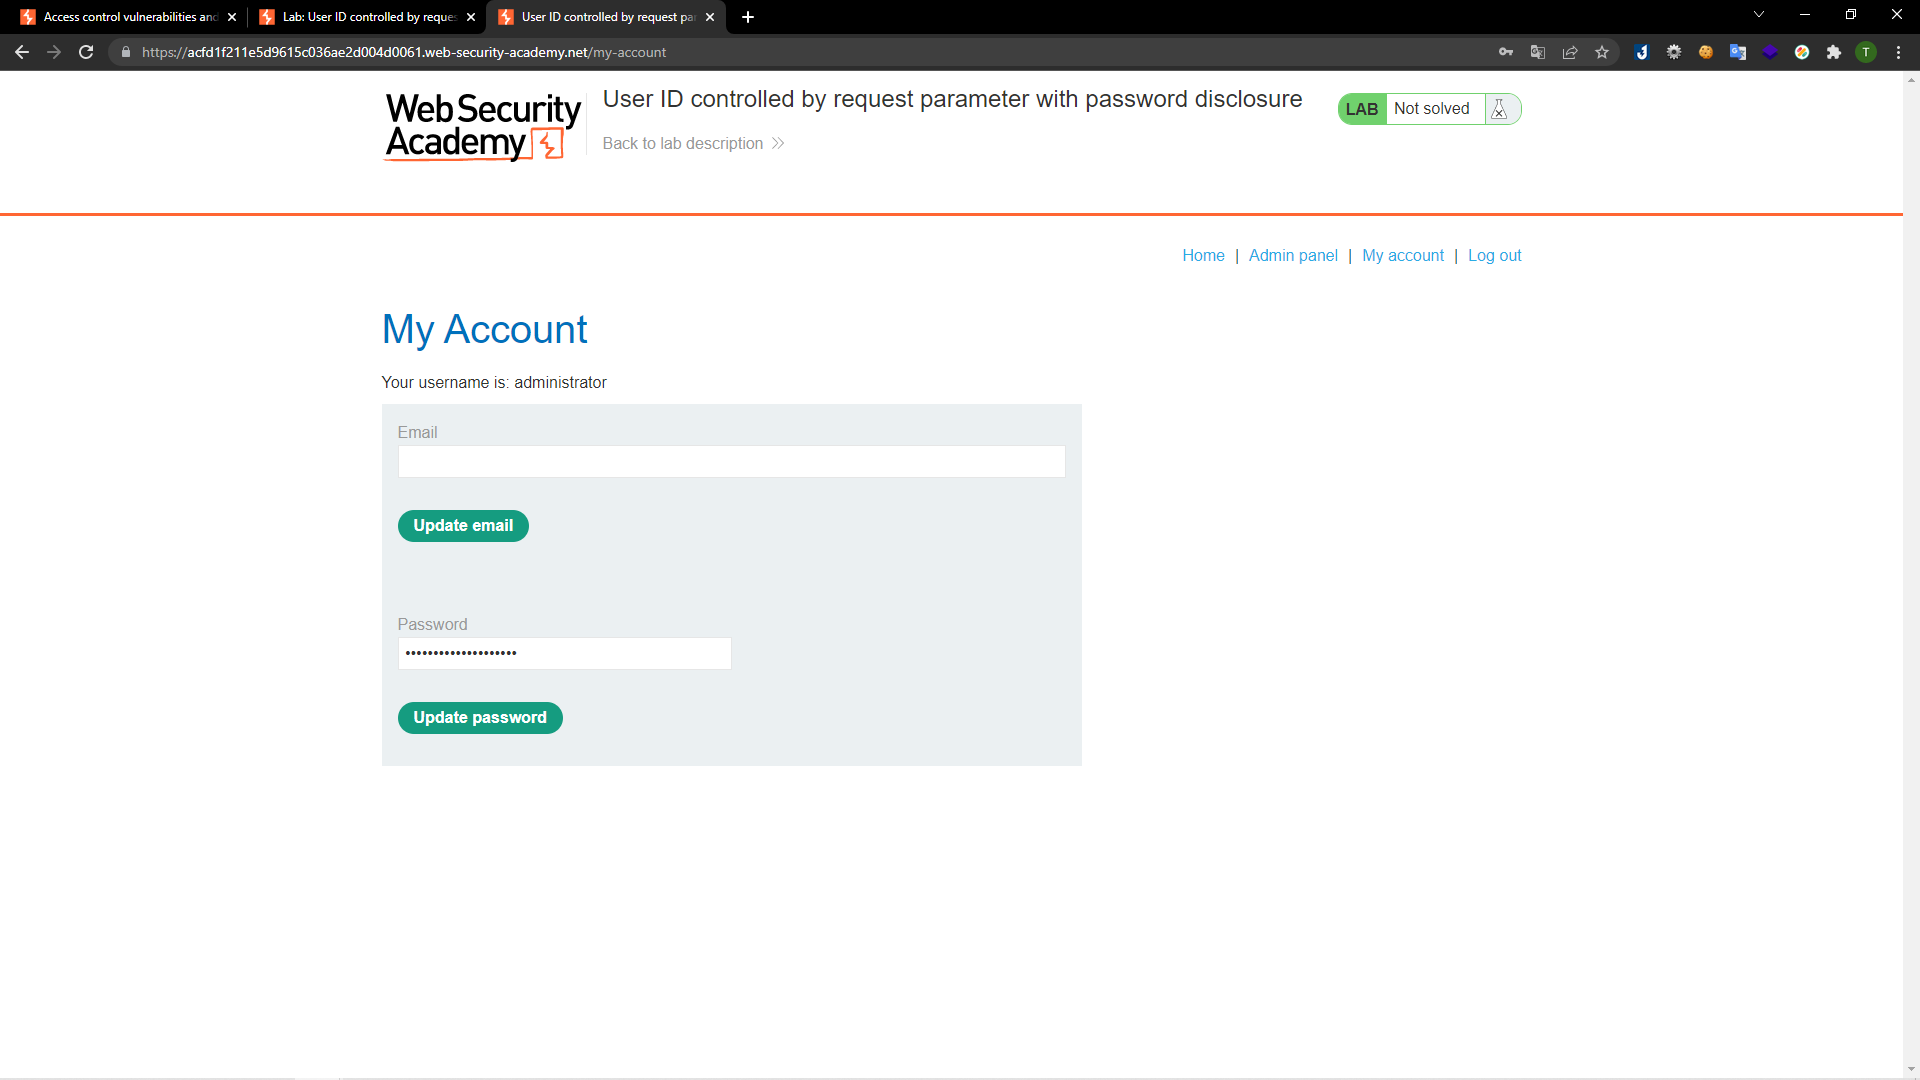 Access control vulnerabilities and
Lab: User ID controlled by reques
User ID controlled by request pa
https://acfd1f211e5d9615c036ae2d004d0061.web-security-academy.net/my-account
T
Web Security
Academy
User ID controlled by request parameter with password disclosure
Back to lab description
LAB Not solved
Home | Admin panel | My account | Log out
My Account
Your username is: administrator
Email
Update email
Password
••••••••••••••••••••
Update password